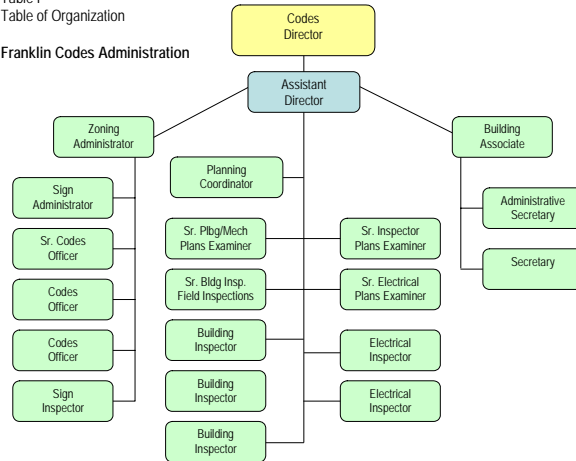 Table I
Table of Organization
Franklin Codes Administration
Codes
Director
Assistant
Director
Zoning
Administrator
Building
Associate
Planning
Coordinator
Sign
Administrator
Administrative
Secretary
Sr. Codes
Officer
Sr. Plbg/Mech
Plans Examiner
Sr. Inspector
Plans Examiner
Secretary
Codes
Officer
Sr. Bldg Insp.
Field Inspections
Sr. Electrical
Plans Examiner
Codes
Officer
Building
Inspector
Electrical
Inspector
Sign
Inspector
Building
Inspector
Electrical
Inspector
Building
Inspector